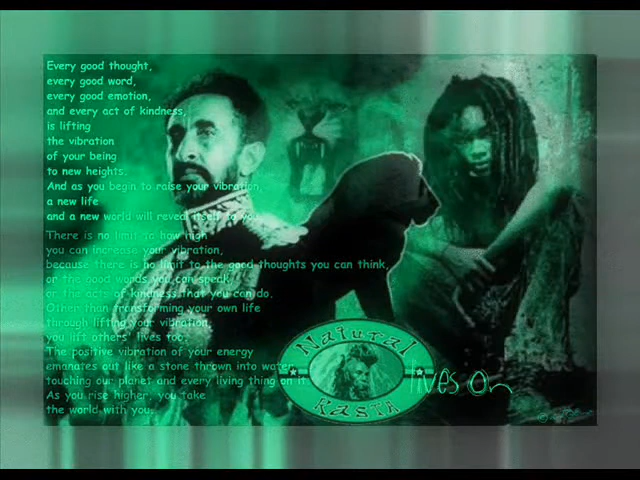 Every good thought,
every good word,
every good emotion,
and every act of kindness,
is lifting
the vibration
of your being
to new heights.
And as you begin to raise your vibration,
a new life
and a new world will reveal itself to you.
There is no limit to how high
you can increase your vibration,
because there is no limit to the good thoughts you can think,
or the good words you can speak,
or the acts of kindness that you can do.
Other than transforming your own life
through lifting your vibration,
you lift others' lives too.
The positive vibration of your energy
emanates out like a stone thrown into water,
touching our planet and every living thing on it.
As you rise higher, you take
the world with you.
Natural
Rasta
lives on
©